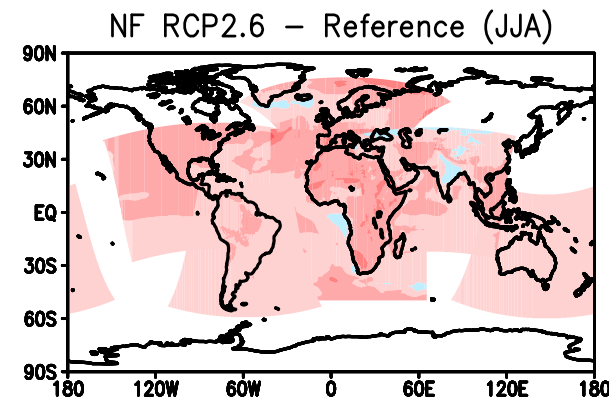 NF RCP2.6 – Reference (JJA)
90N
60N
30N
EQ
30S
60S
90S
180 120W 60W 0 60E 120E 180